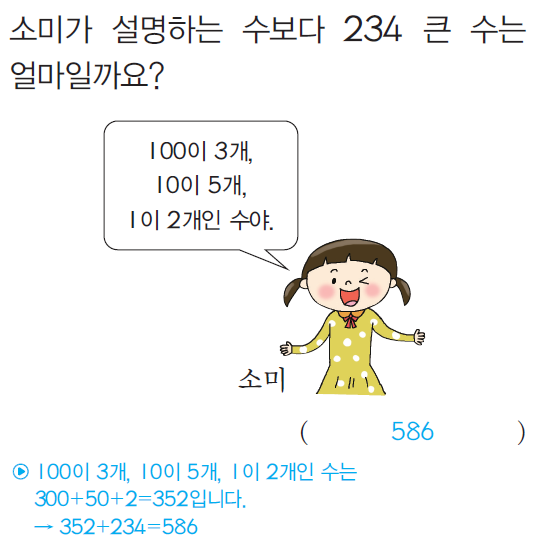 소미가 설명하는 수보다 234 큰 수는
얼마일까요?
100이 3개,
10이 5개,
1이 2개인 수야.
소미
( 586 )
▶ 100이 3개, 10이 5개, 1이 2개인 수는
300+50+2=352입니다.
→ 352+234=586